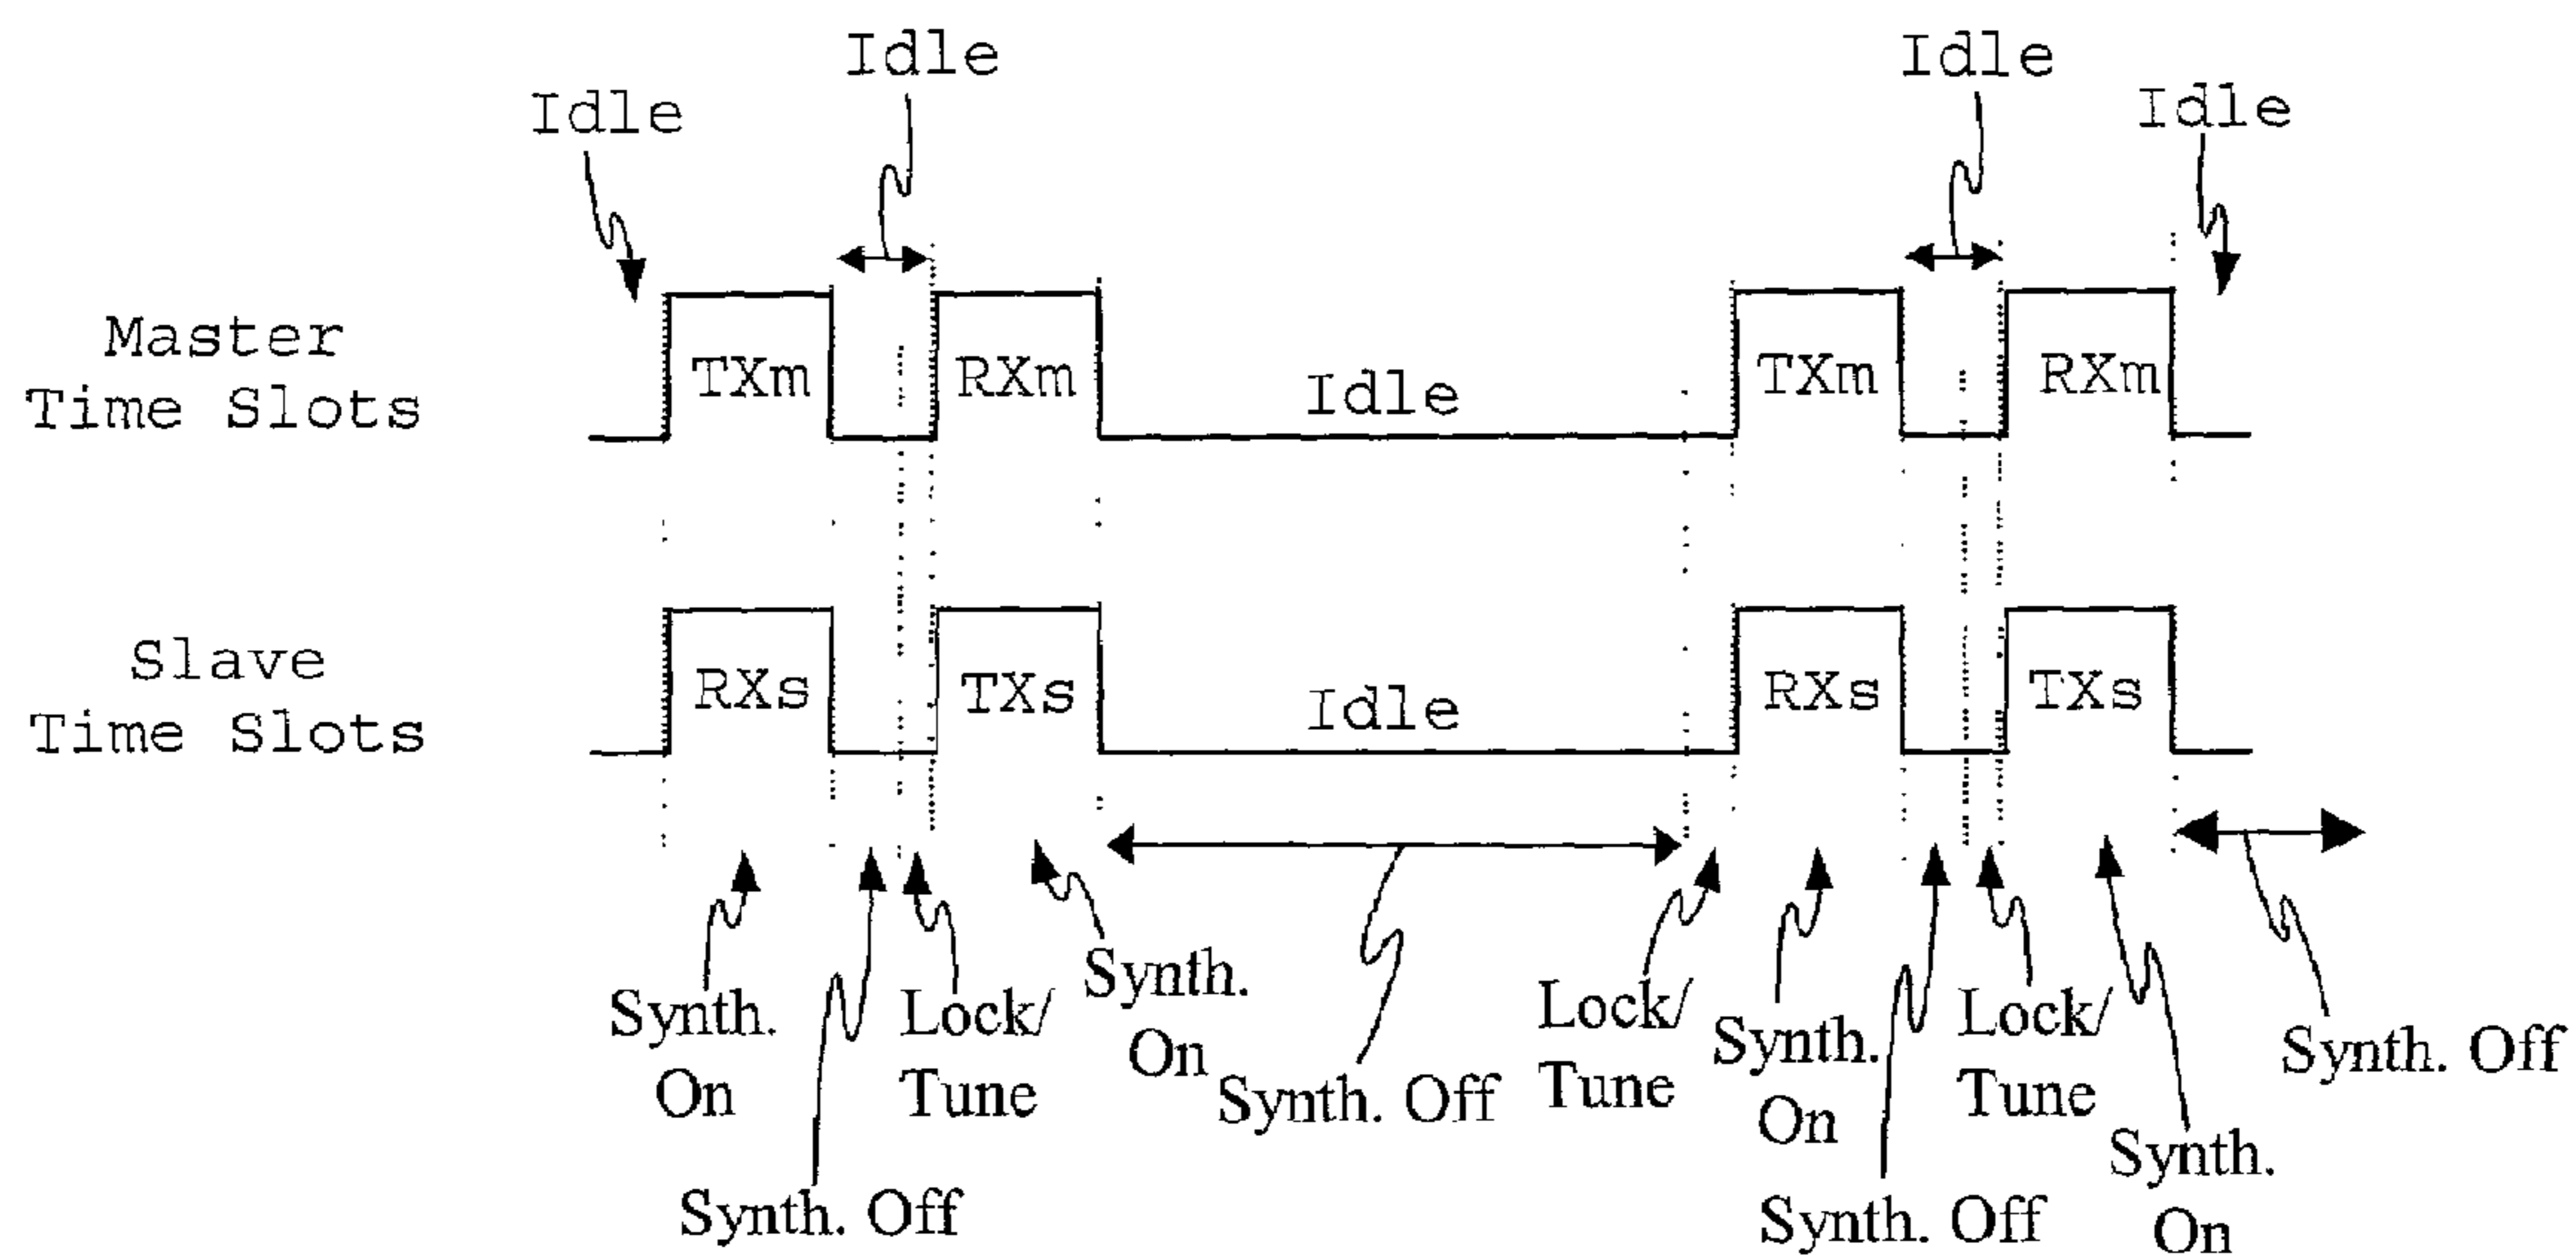 Idle
Idle
Idle
Idle
Master
Time Slots
TXm
RXm
Idle
TXm
RXm
Slave
Time Slots
RXs
TXs
Idle
RXs
TXs
Synth.
On
Synth. Off
Lock/
Tune
Synth.
On
Synth. Off
Lock/
Tune
Synth.
On
Synth. Off
Lock/
Tune
Synth.
On
Synth. Off